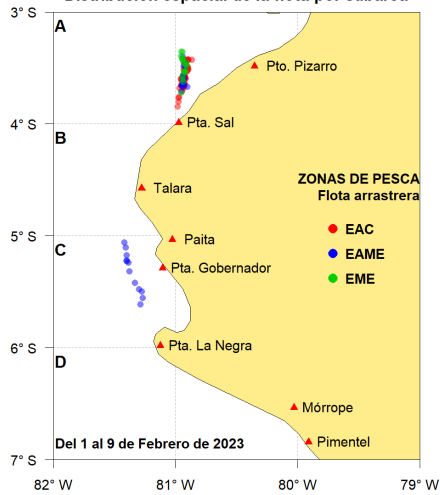 Distribución espacial de la flota por subárea
3° S
A
Pto. Pizarro
4° S
Pta. Sal
B
ZONAS DE PESCA
Flota arrastrera
Talara
EAC
5° S
Paita
C
EAME
Pta. Gobernador
EME
6° S
Pta. La Negra
D
Mórrope
Del 1 al 9 de Febrero de 2023
Pimentel
7° S
82° W
81° W
80° W
79° W